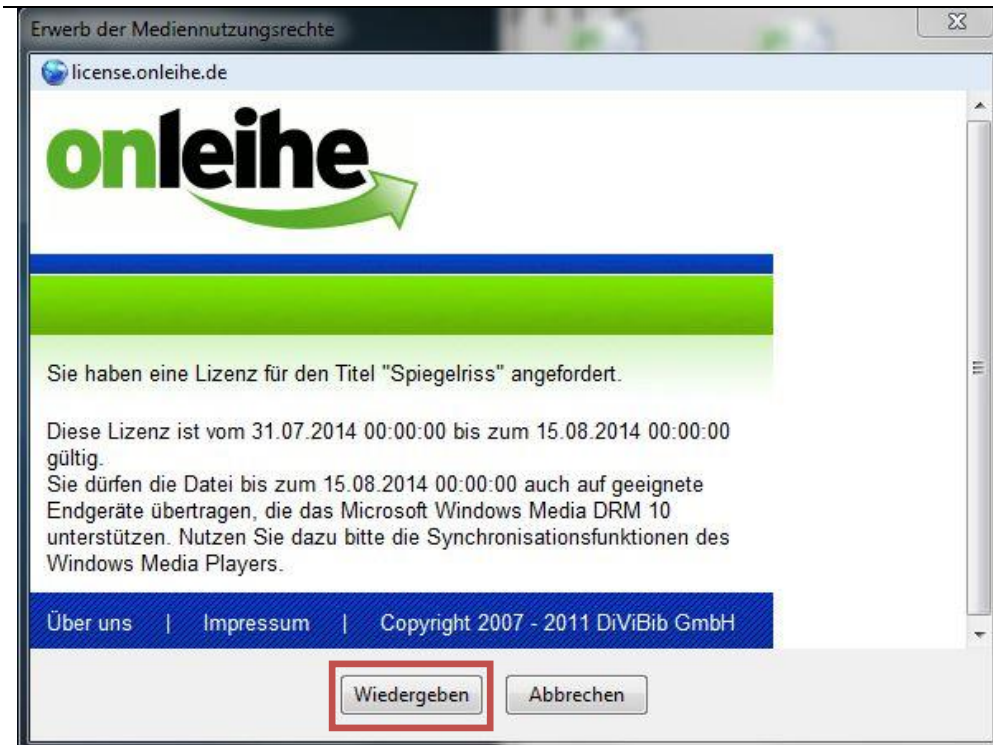 Erwerb der Mediennutzungsrechte
license.onleihe.de
onleihe
Sie haben eine Lizenz für den Titel "Spiegelriss" angefordert.
Diese Lizenz ist vom 31.07.2014 00:00:00 bis zum 15.08.2014 00:00:00
gültig.
Sie dürfen die Datei bis zum 15.08.2014 00:00:00 auch auf geeignete
Endgeräte übertragen, die das Microsoft Windows Media DRM 10
unterstützen. Nutzen Sie dazu bitte die Synchronisationsfunktionen des
Windows Media Players.
Über uns | Impressum | Copyright 2007 - 2011 DiViBib GmbH
Wiedergeben Abbrechen